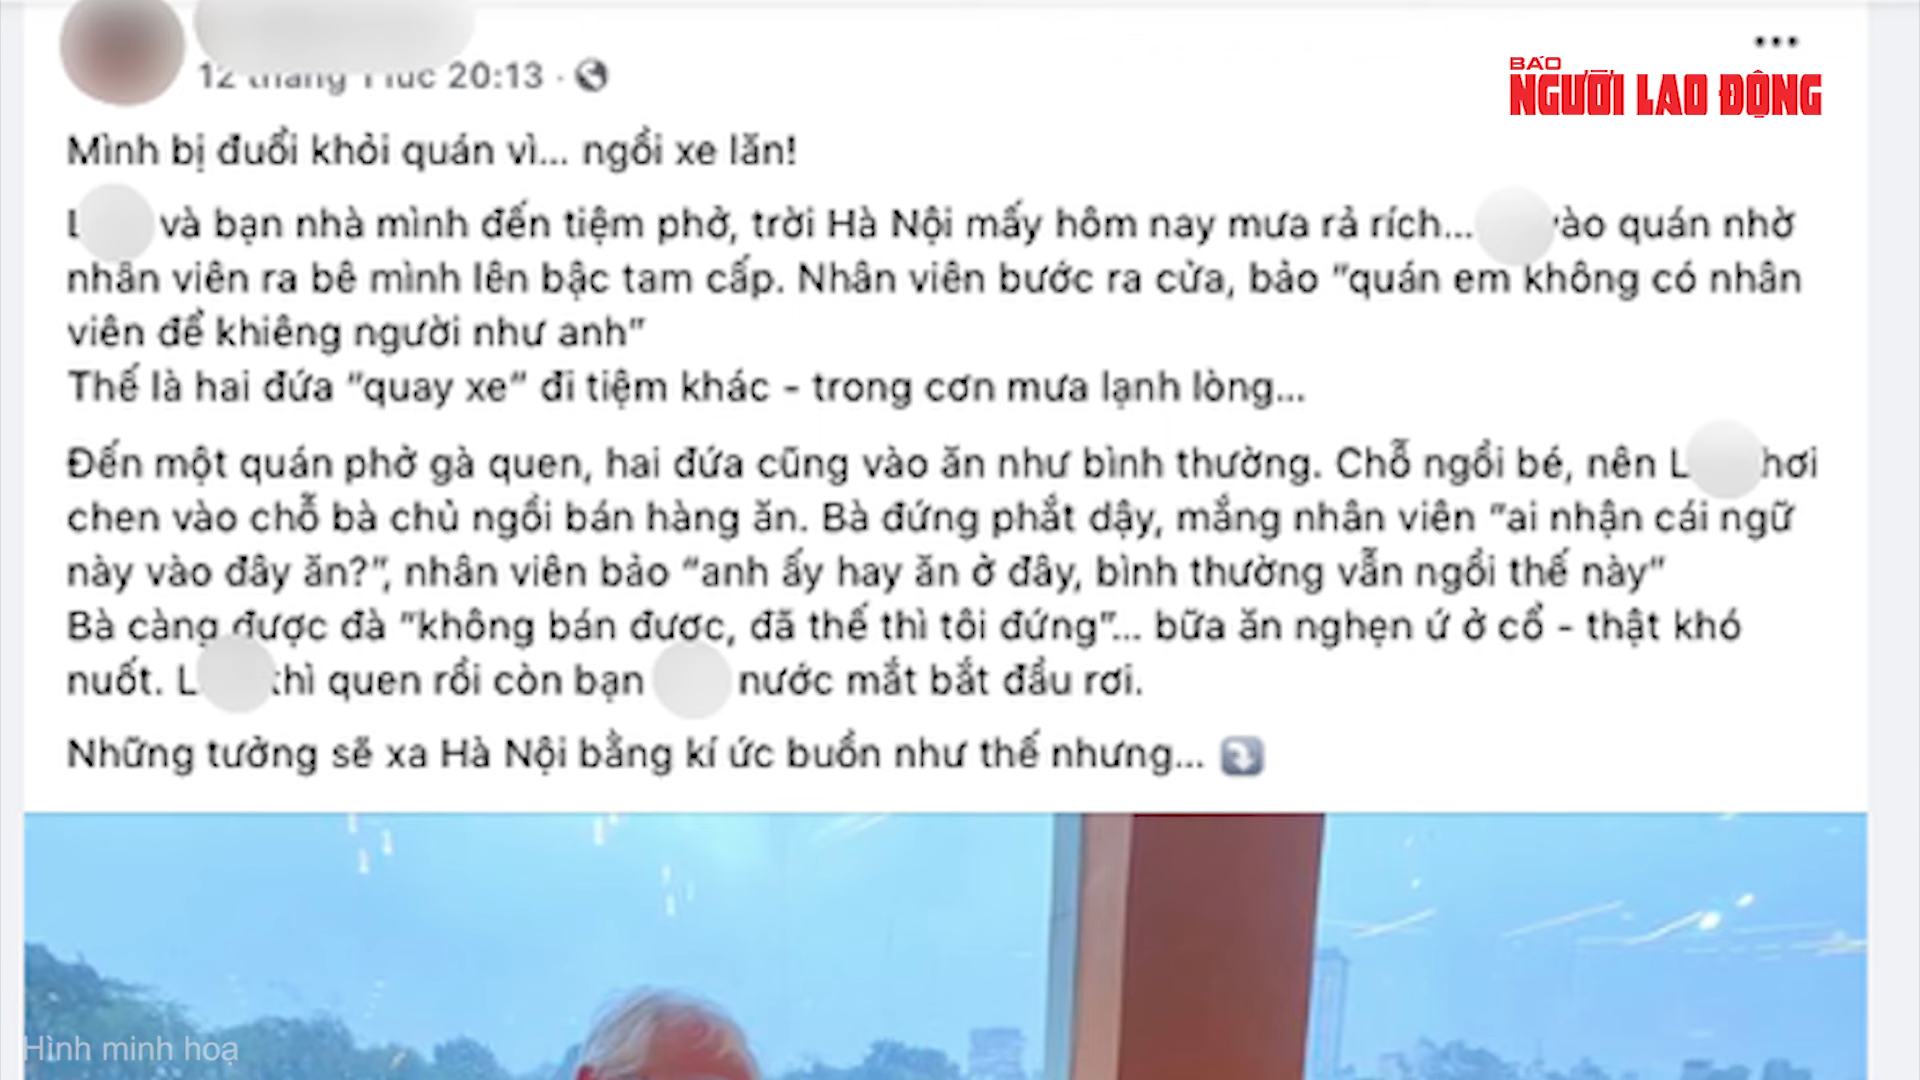 12 tháng 1 lúc 20:13 ·
BÁO
NGƯỜI LAO ĐỘNG
Mình bị đuổi khỏi quán vì... ngồi xe lăn!
L và bạn nhà mình đến tiệm phở, trời Hà Nội mấy hôm nay mưa rả rích... vào quán nhờ
nhân viên ra bê mình lên bậc tam cấp. Nhân viên bước ra cửa, bảo "quán em không có nhân
viên để khiêng người như anh"
Thế là hai đứa "quay xe" đi tiệm khác - trong cơn mưa lạnh lòng...
Đến một quán phở gà quen, hai đứa cũng vào ăn như bình thường. Chỗ ngồi bé, nên L hơi
chen vào chỗ bà chủ ngồi bán hàng ăn. Bà đứng phắt dậy, mắng nhân viên "ai nhận cái ngữ
này vào đây ăn?", nhân viên bảo "anh ấy hay ăn ở đây, bình thường vẫn ngồi thế này"
Bà càng được đà "không bán được, đã thế thì tôi đứng"... bữa ăn nghẹn ứ ở cổ - thật khó
nuốt. L thì quen rồi còn bạn nước mắt bắt đầu rơi.
Những tưởng sẽ xa Hà Nội bằng kí ức buồn như thế nhưng...
Hình minh hoạ